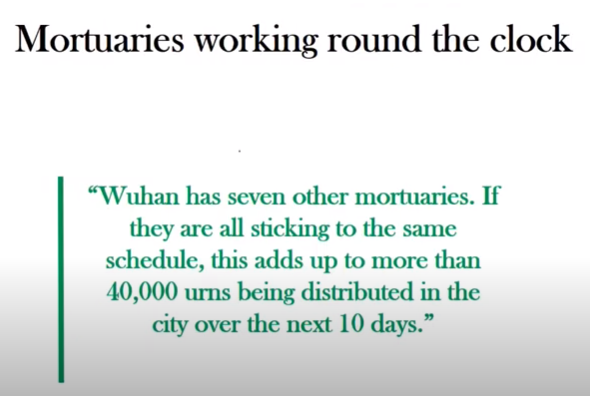 Mortuaries working round the clock
“Wuhan has seven other mortuaries. If
they are all sticking to the same
schedule, this adds up to more than
40,000 urns being distributed in the
city over the next 10 days.”